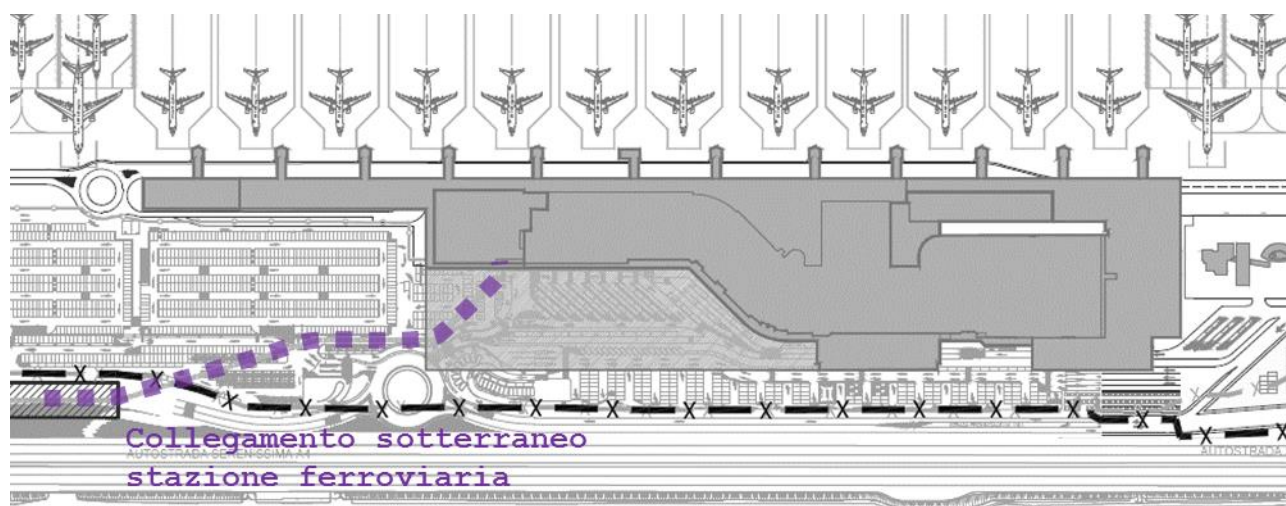 Collegamento sotterraneo
AUTOSTRADA SERENISSIMA A4
stazione ferroviaria
AUTOSTRADA